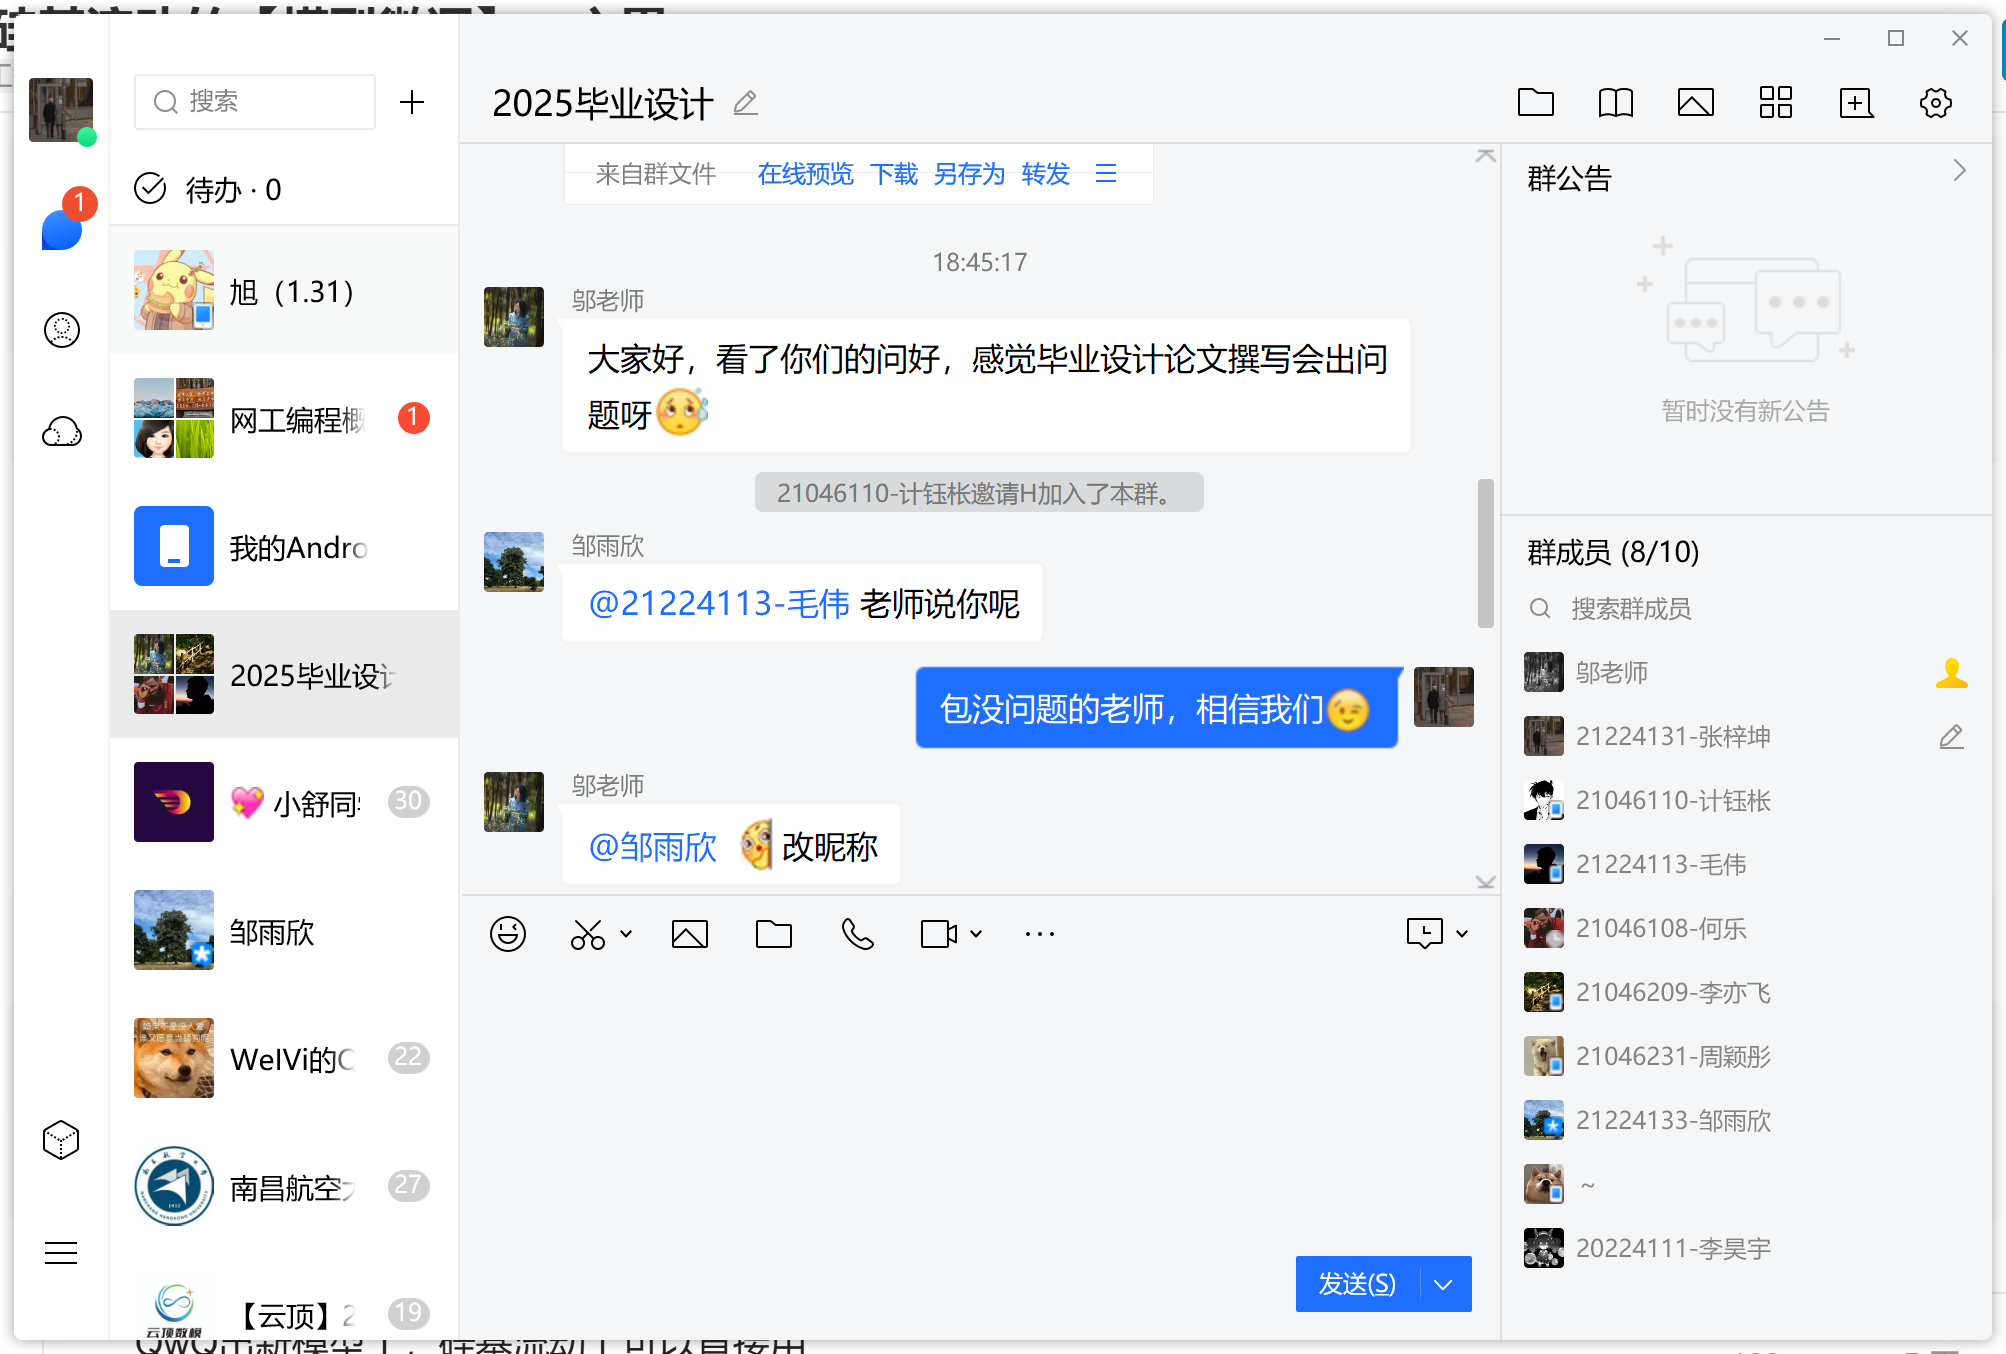 搜索
待办 · 0
1
旭（1.31）
网工编程概
1
我的Andro
2025毕业设计
小舒同学
30
邹雨欣
WeIVi的C
22
南昌航空大
27
【云顶】2
19
云顶数模
2025毕业设计
来自群文件 在线预览 下载 另存为 转发
18:45:17
邬老师
大家好，看了你们的问好，感觉毕业设计论文撰写会出问
题呀
21046110-计钰枨邀请H加入了本群。
邹雨欣
@21224113-毛伟 老师说你呢
包没问题的老师，相信我们
邬老师
@邹雨欣 改昵称
发送(S)
群公告
暂时没有新公告
群成员 (8/10)
搜索群成员
邬老师
21224131-张梓坤
21046110-计钰枨
21224113-毛伟
21046108-何乐
21046209-李亦飞
21046231-周颖彤
21224133-邹雨欣
~
20224111-李昊宇